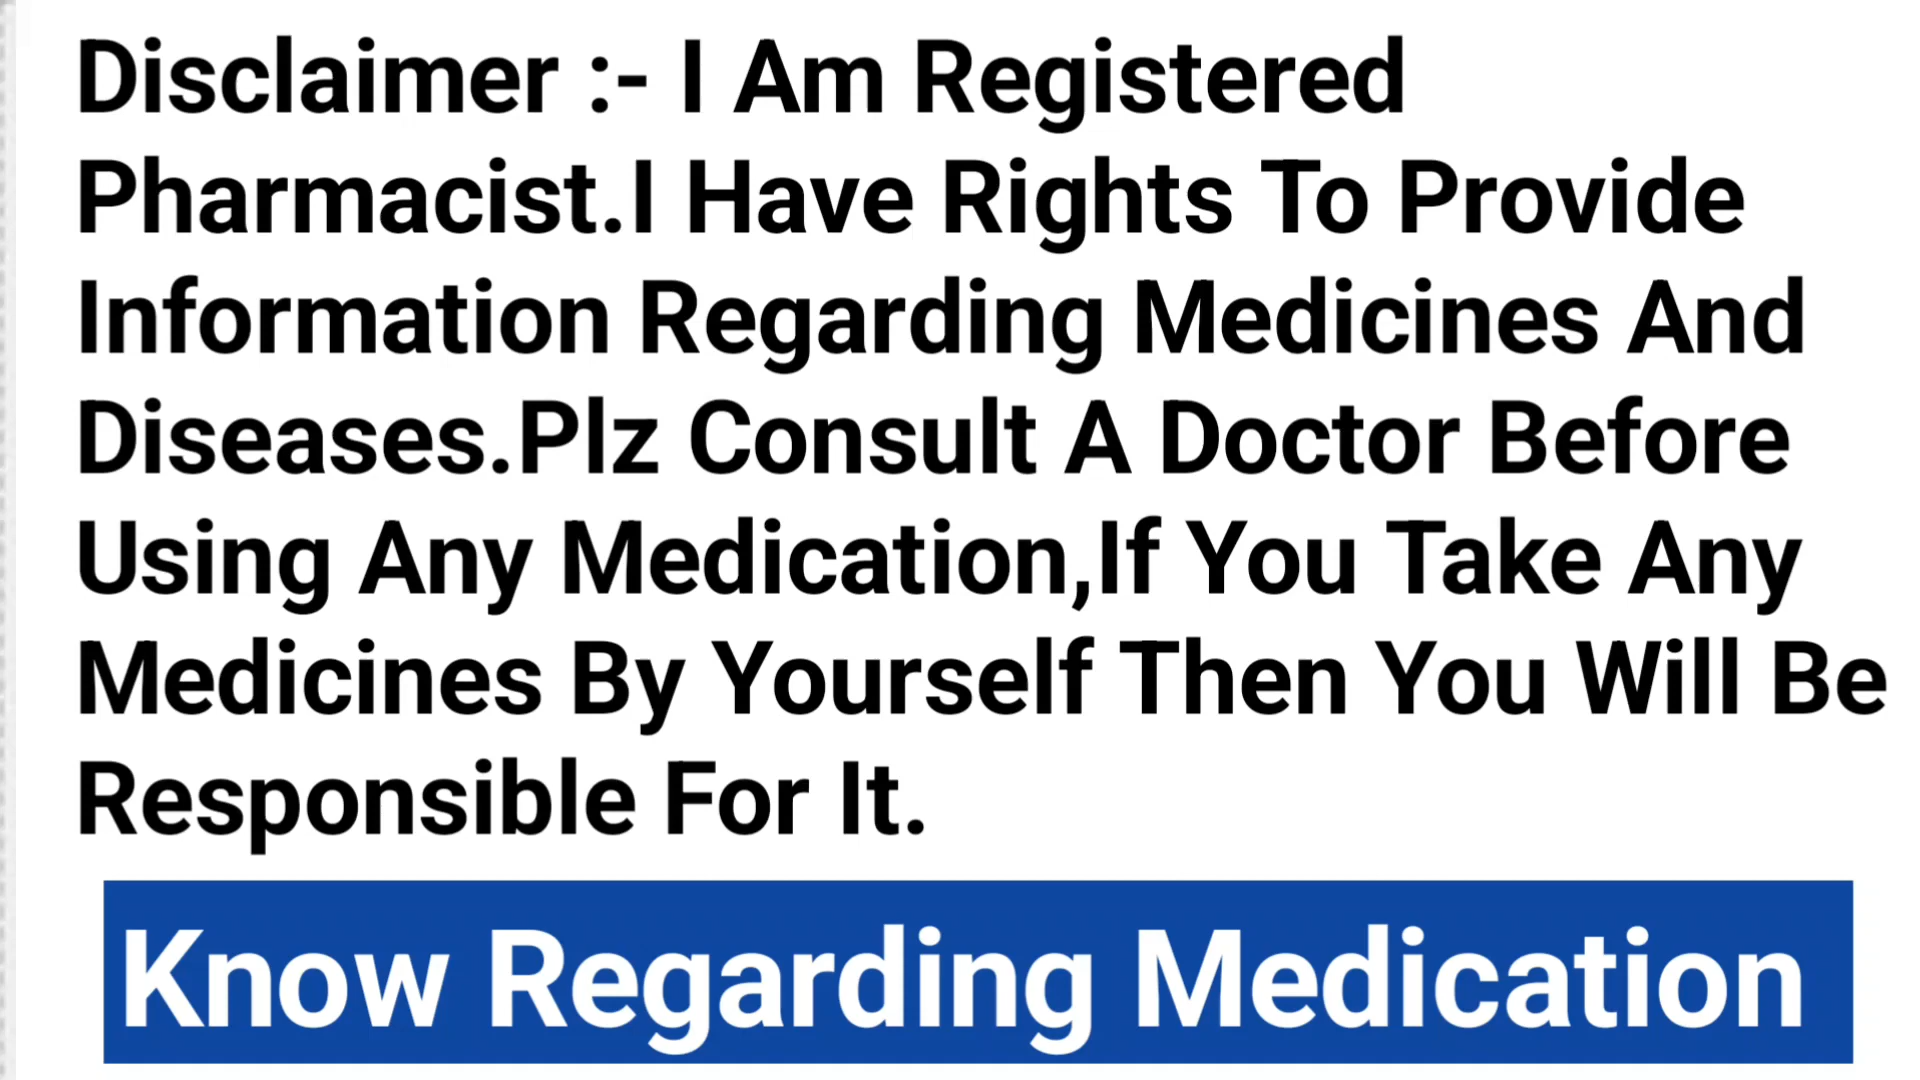 Disclaimer :- I Am Registered
Pharmacist.I Have Rights To Provide
Information Regarding Medicines And
Diseases.Plz Consult A Doctor Before
Using Any Medication,If You Take Any
Medicines By Yourself Then You Will Be
Responsible For It.
Know Regarding Medication